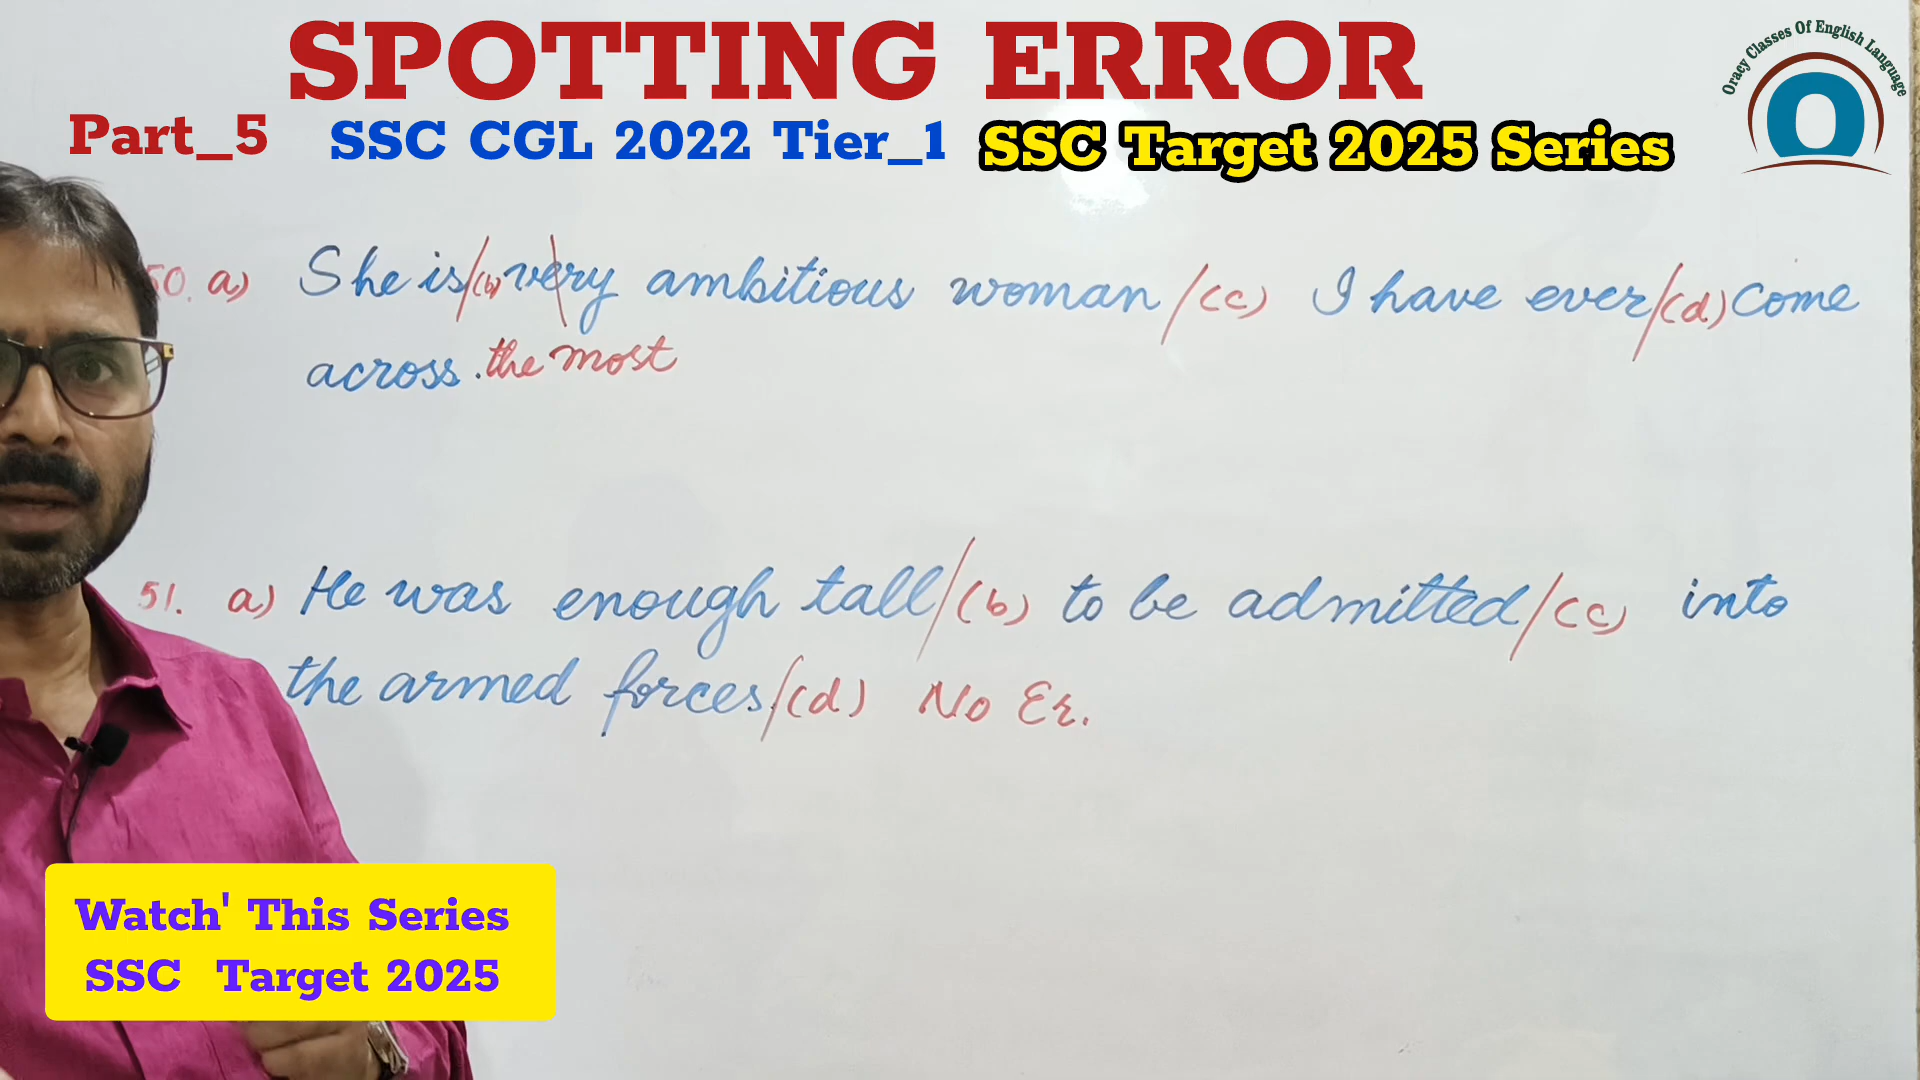 SPOTTING ERROR
Oracy Classes Of English Language
Part_5 SSC CGL 2022 Tier_1 SSC Target 2025 Series
50. a) She is/(b) very ambitious woman/(c) I have ever/(d) come
across. the most
51. a) He was enough tall/(b) to be admitted/(c) into
the armed forces/(d) No Er.
Watch' This Series
SSC Target 2025